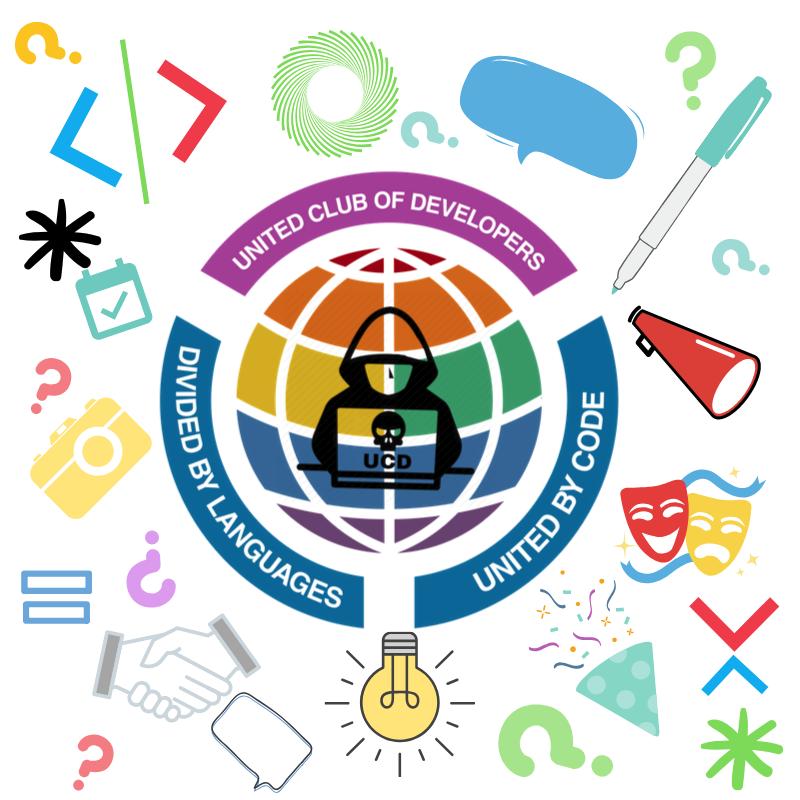 UNITED CLUB OF DEVELOPERS
DIVIDED BY LANGUAGES
UNITED BY CODE
UCD